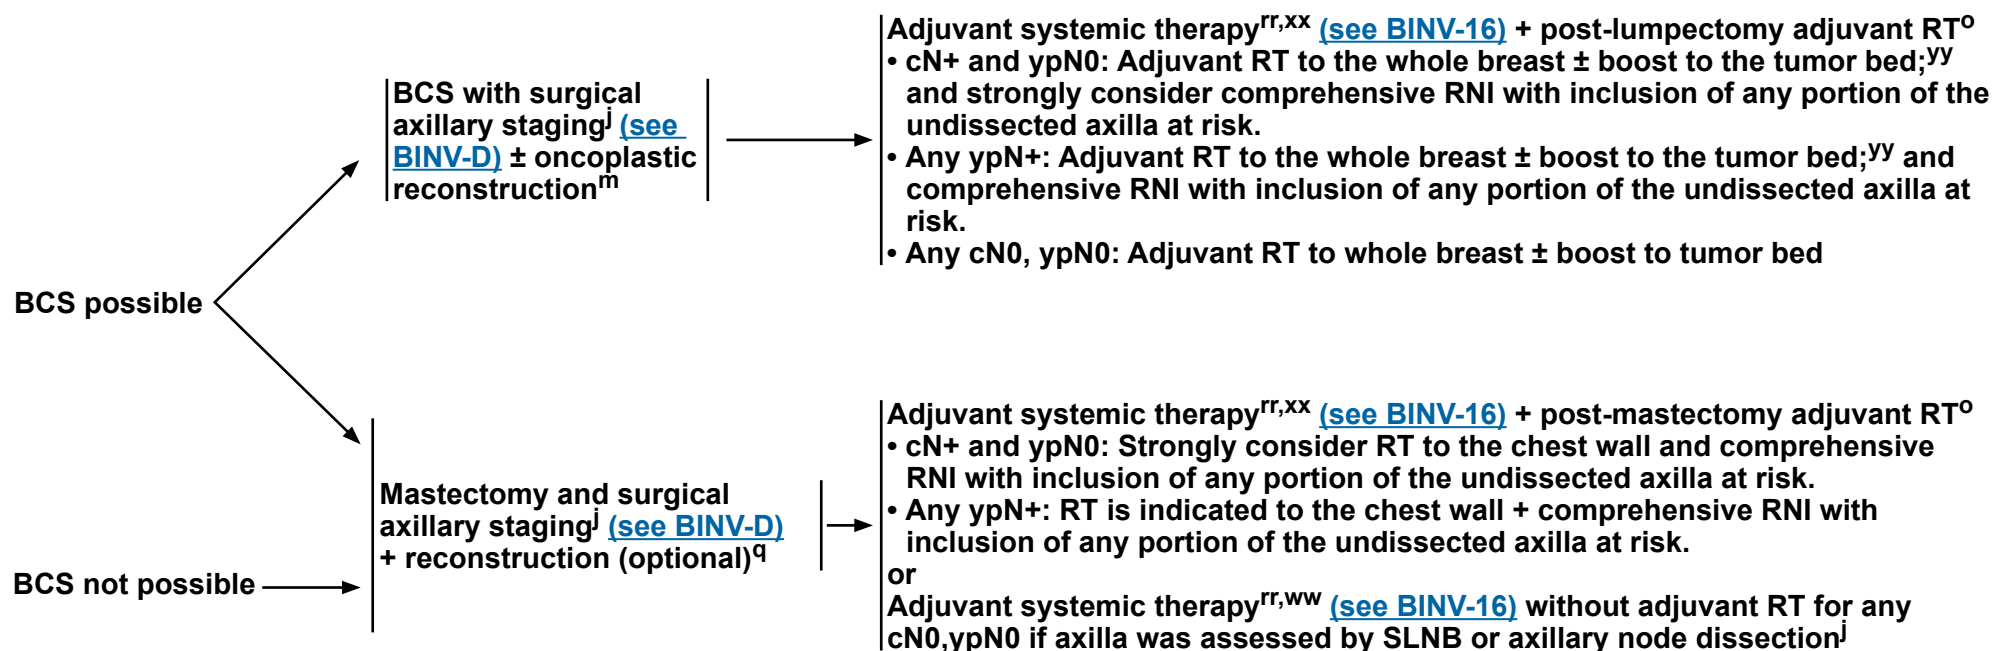 BCS possible
BCS with surgical
axillary staging^j (see
BINV-D) ± oncoplastic
reconstruction^m
Adjuvant systemic therapy^rr,xx (see BINV-16) + post-lumpectomy adjuvant RT^o
• cN+ and ypN0: Adjuvant RT to the whole breast ± boost to the tumor bed;^yy
and strongly consider comprehensive RNI with inclusion of any portion of the
undissected axilla at risk.
• Any ypN+: Adjuvant RT to the whole breast ± boost to the tumor bed;^yy and
comprehensive RNI with inclusion of any portion of the undissected axilla at
risk.
• Any cN0, ypN0: Adjuvant RT to whole breast ± boost to tumor bed
BCS not possible
Mastectomy and surgical
axillary staging^j (see BINV-D)
+ reconstruction (optional)^q
Adjuvant systemic therapy^rr,xx (see BINV-16) + post-mastectomy adjuvant RT^o
• cN+ and ypN0: Strongly consider RT to the chest wall and comprehensive
RNI with inclusion of any portion of the undissected axilla at risk.
• Any ypN+: RT is indicated to the chest wall + comprehensive RNI with
inclusion of any portion of the undissected axilla at risk.
or
Adjuvant systemic therapy^rr,ww (see BINV-16) without adjuvant RT for any
cN0,ypN0 if axilla was assessed by SLNB or axillary node dissection^j